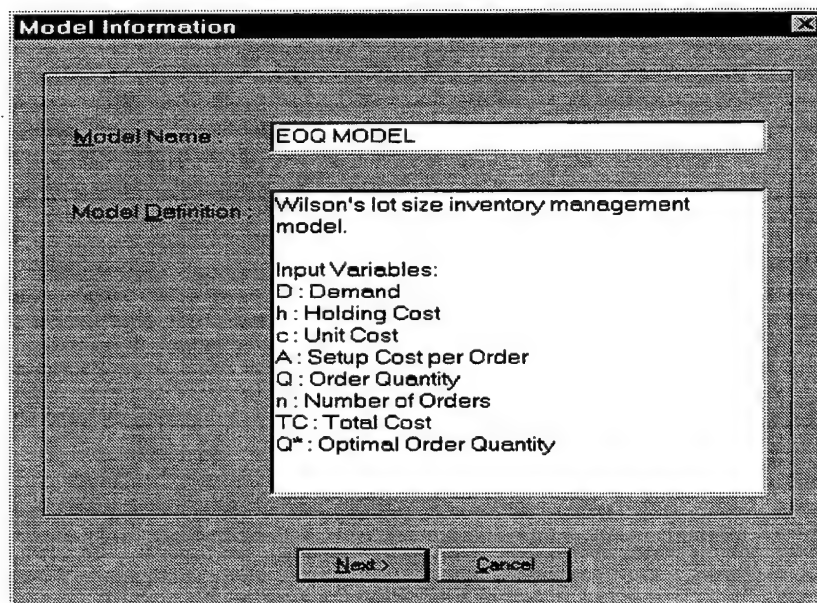 Model Information
Model Name :
EOQ MODEL
Model Definition :
Wilson's lot size inventory management
model.
Input Variables:
D : Demand
h : Holding Cost
c : Unit Cost
A : Setup Cost per Order
Q : Order Quantity
n : Number of Orders
TC : Total Cost
Q* : Optimal Order Quantity
Next >
Cancel